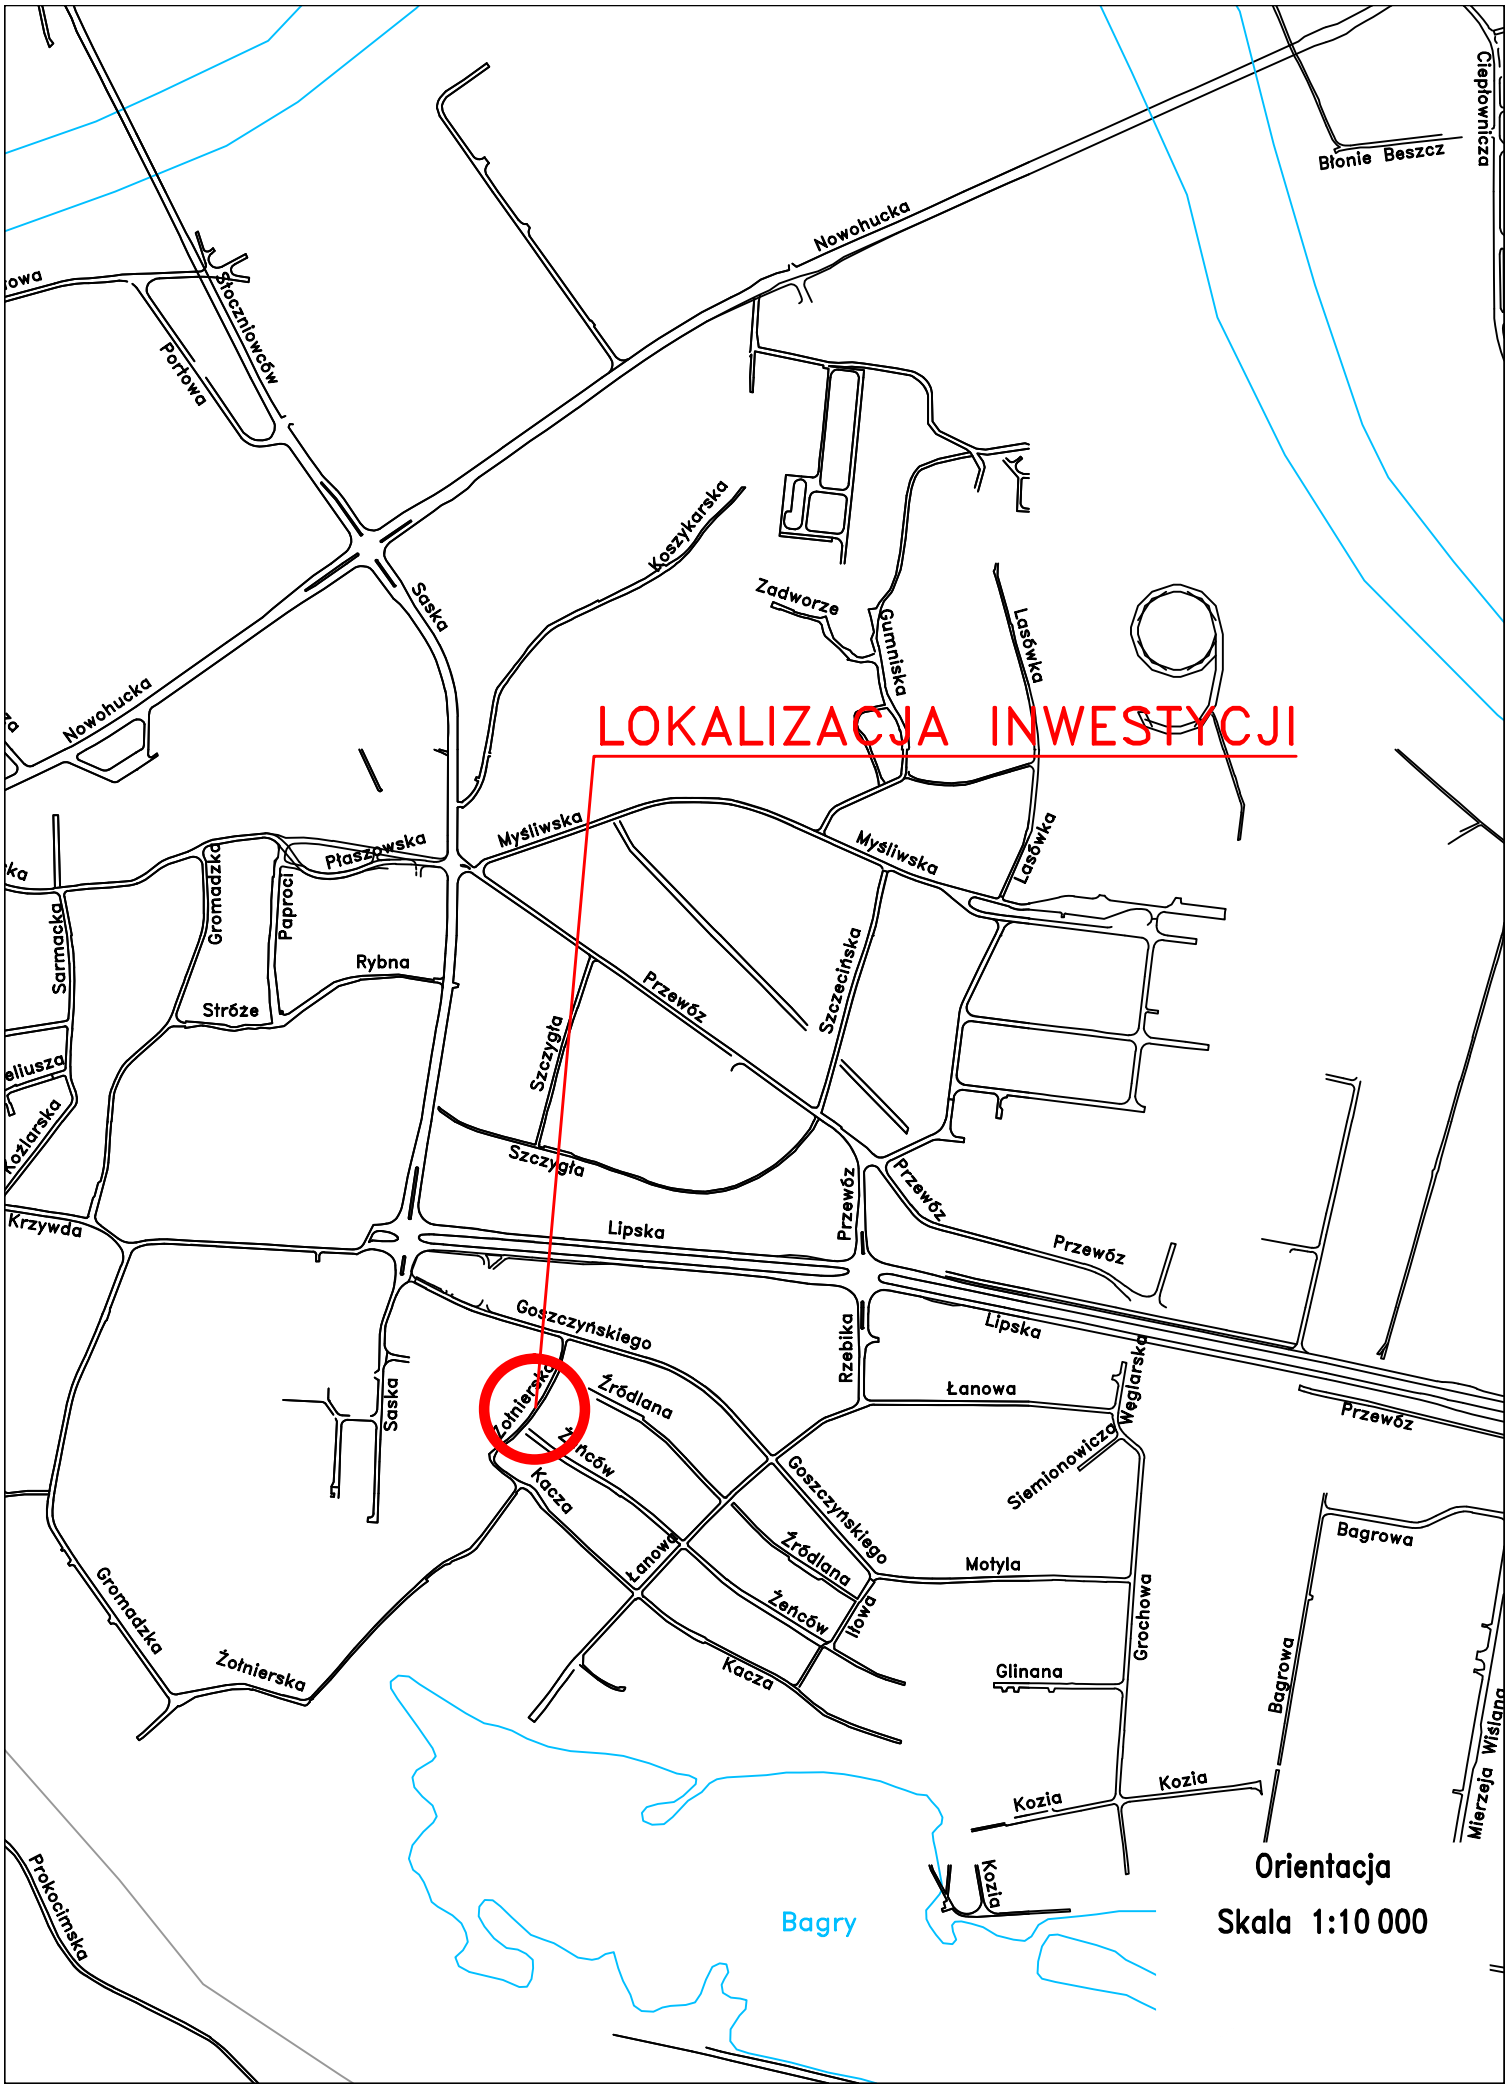 Ciepłownicza
Błonie Beszcz
Nowohucka
owa
Stoczniowców
Portowa
Koszykarska
Saska
Zadworze
Gumniska
Lasówka
Nowohucka
za
LOKALIZACJA INWESTYCJI
Myśliwska
Płaszowska
Myśliwska
Lasówka
ka
Gromadzka
Paproci
Sarmacka
Rybna
Stróże
Przewóz
Szczecińska
Szczygła
eliusza
Koźlarska
Szczygła
Przewóz
Przewóz
Krzywda
Lipska
Przewóz
Goszczyńskiego
Lipska
Rzebika
Węglarska
Saska
Żołnierska
Źródlana
Łanowa
Przewóz
Siemionowicza
Kacza
Goszczyńskiego
Łanowa
Źródlana
Motyla
Bagrowa
Gromadzka
Żeńców
Iłowa
Grochowa
Żołnierska
Kacza
Glinana
Bagrowa
Mierzeja Wiślana
Kozia
Kozia
Kozia
Prokocimska
Bagry
Orientacja
Skala 1:10 000